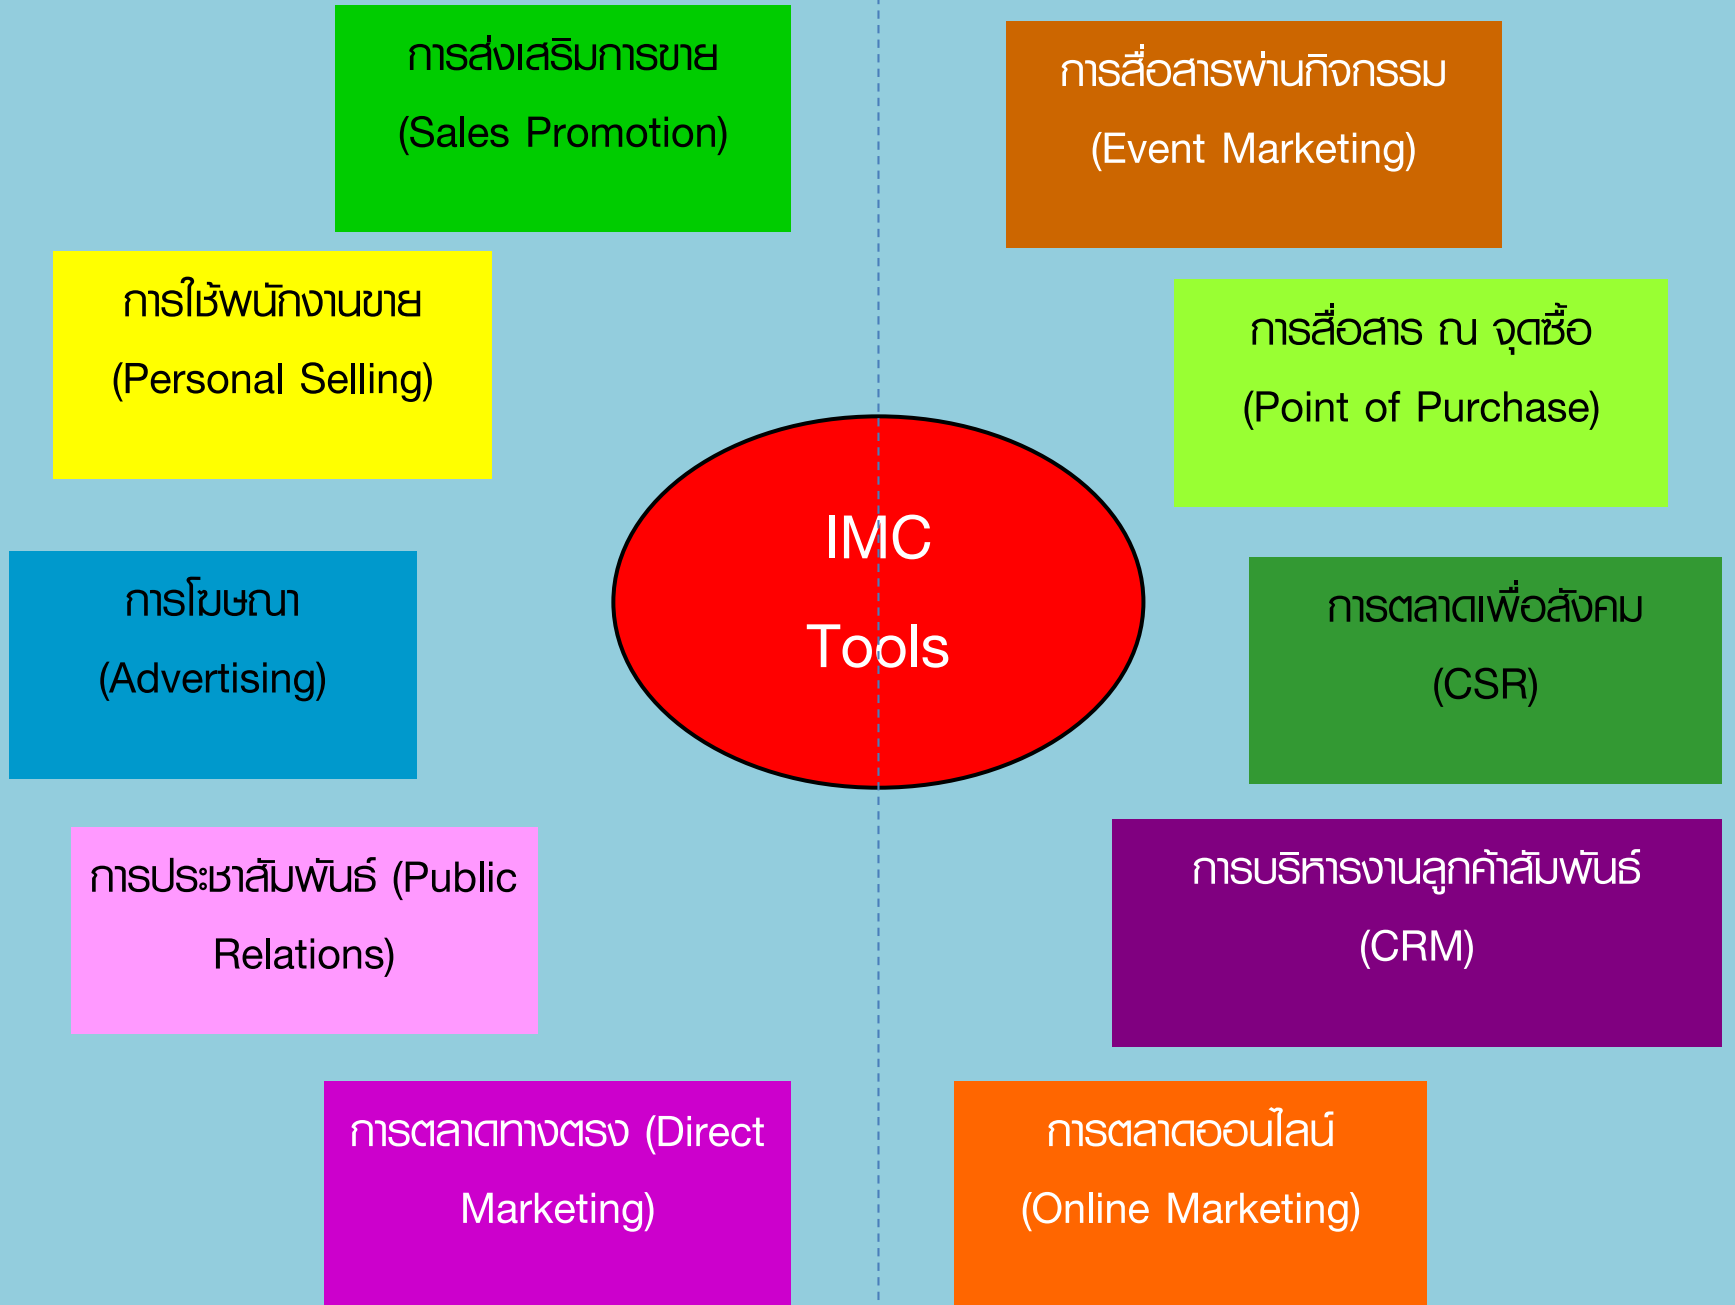 การส่งเสริมการขาย
(Sales Promotion)
การสื่อสารผ่านกิจกรรม
(Event Marketing)
การใช้พนักงานขาย
(Personal Selling)
การสื่อสาร ณ จุดซื้อ
(Point of Purchase)
IMC
Tools
การโฆษณา
(Advertising)
การตลาดเพื่อสังคม
(CSR)
การประชาสัมพันธ์ (Public
Relations)
การบริหารงานลูกค้าสัมพันธ์
(CRM)
การตลาดทางตรง (Direct
Marketing)
การตลาดออนไลน์
(Online Marketing)